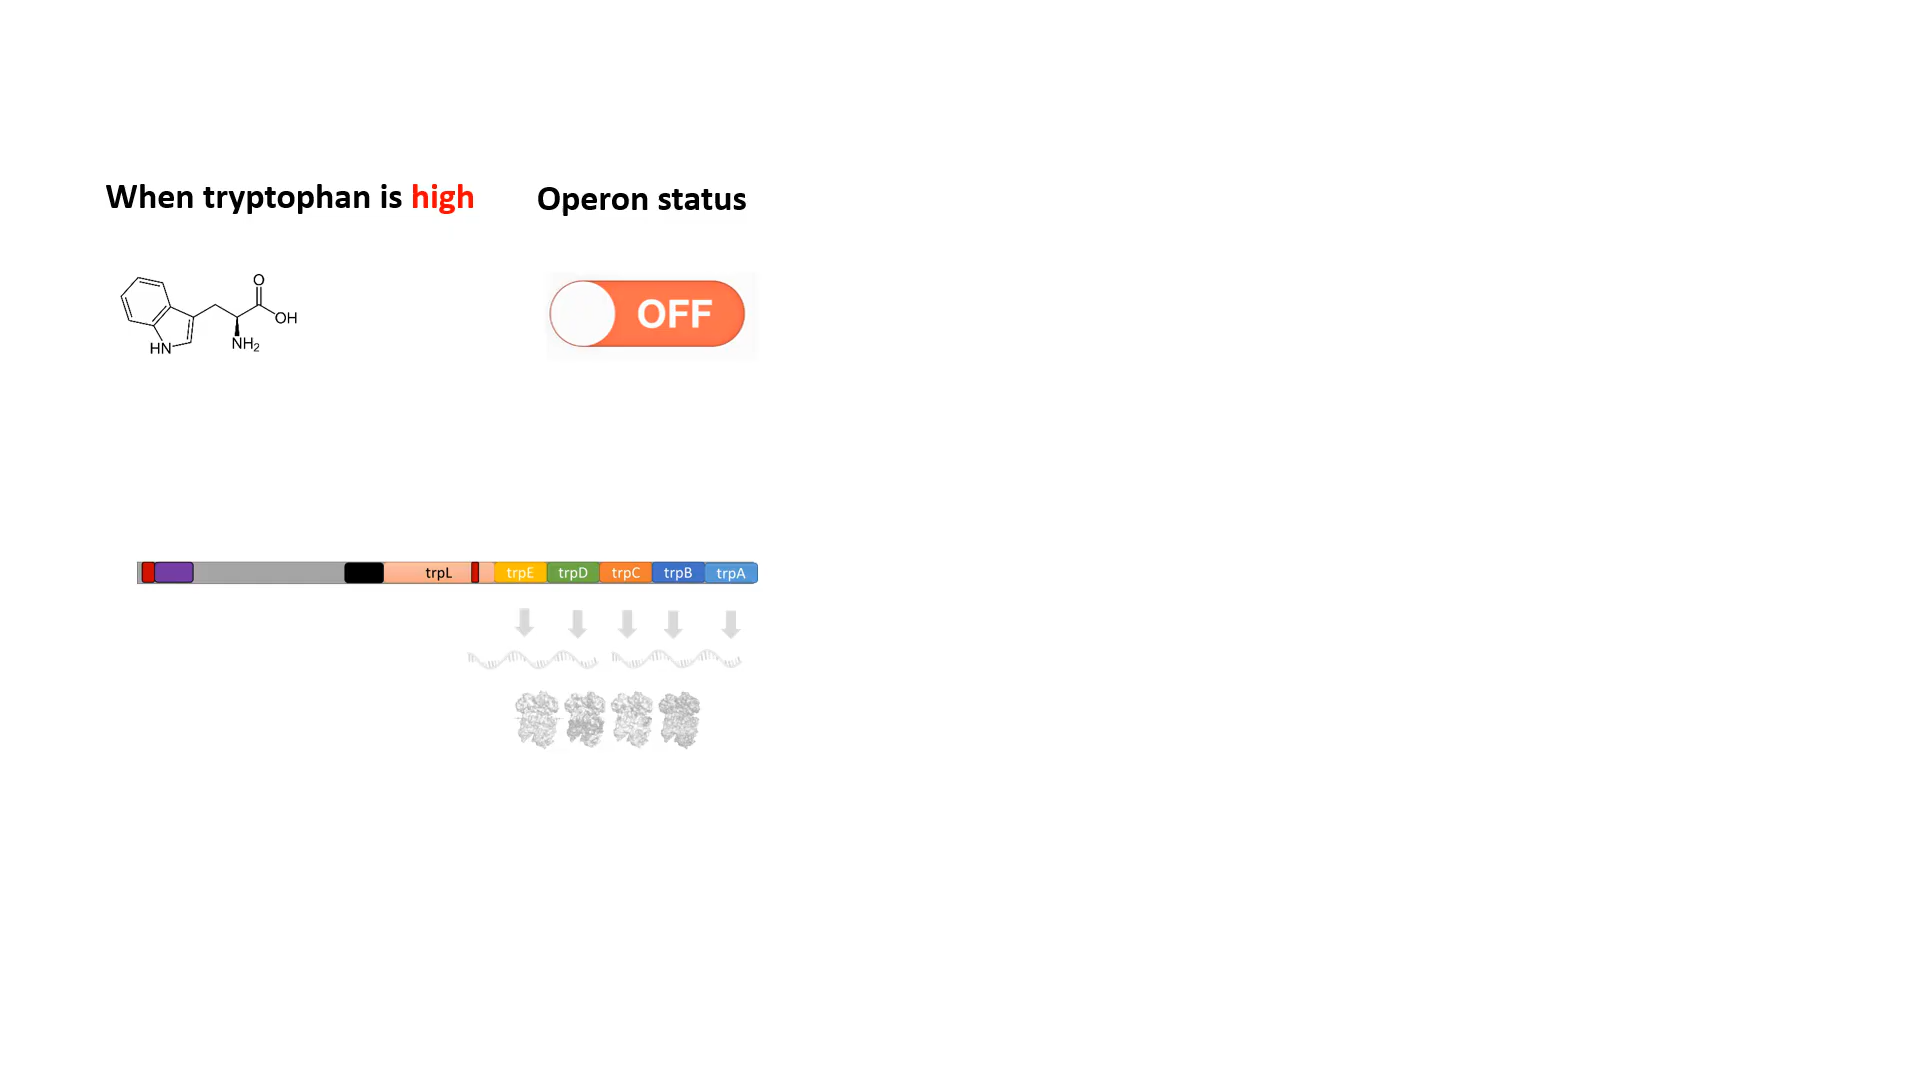 When tryptophan is high
Operon status
O
OH
NH2
HN
OFF
trpL trpE trpD trpC trpB trpA